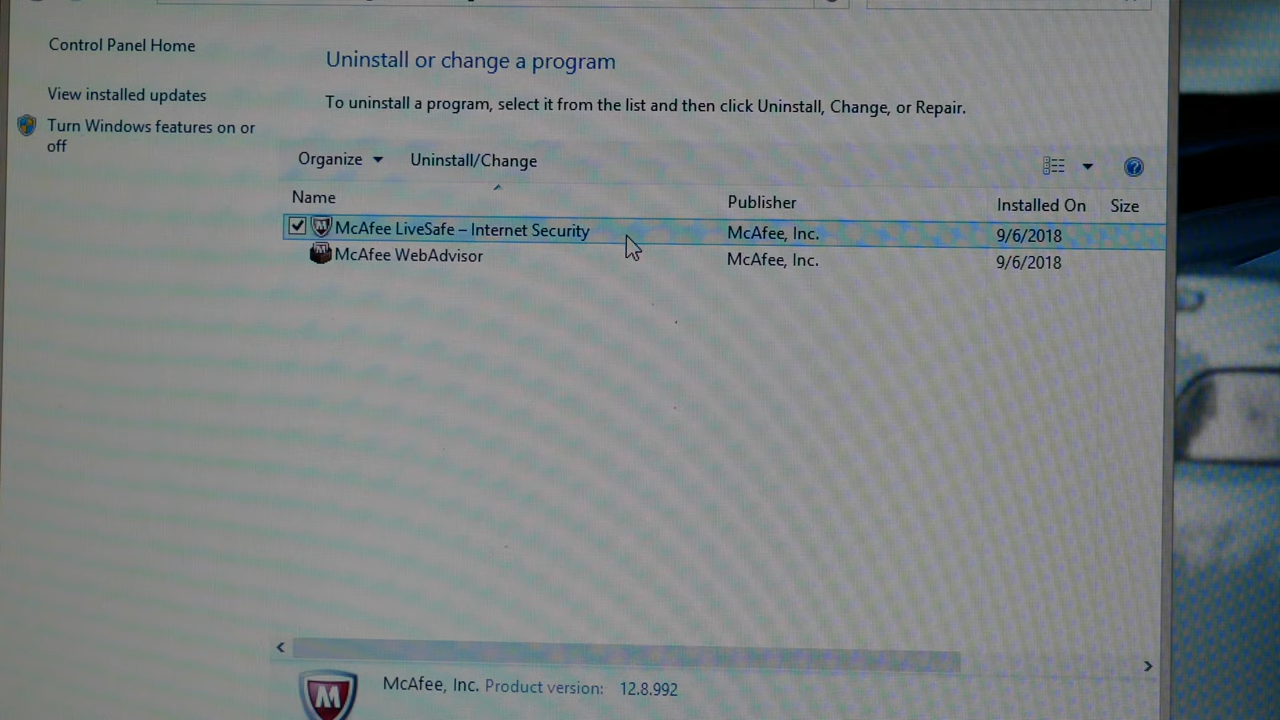 Control Panel Home
Uninstall or change a program
View installed updates
To uninstall a program, select it from the list and then click Uninstall, Change, or Repair.
Turn Windows features on or
off
Organize Uninstall/Change
Name Publisher Installed On Size
McAfee LiveSafe – Internet Security McAfee, Inc. 9/6/2018
McAfee WebAdvisor McAfee, Inc. 9/6/2018
McAfee, Inc. Product version: 12.8.992